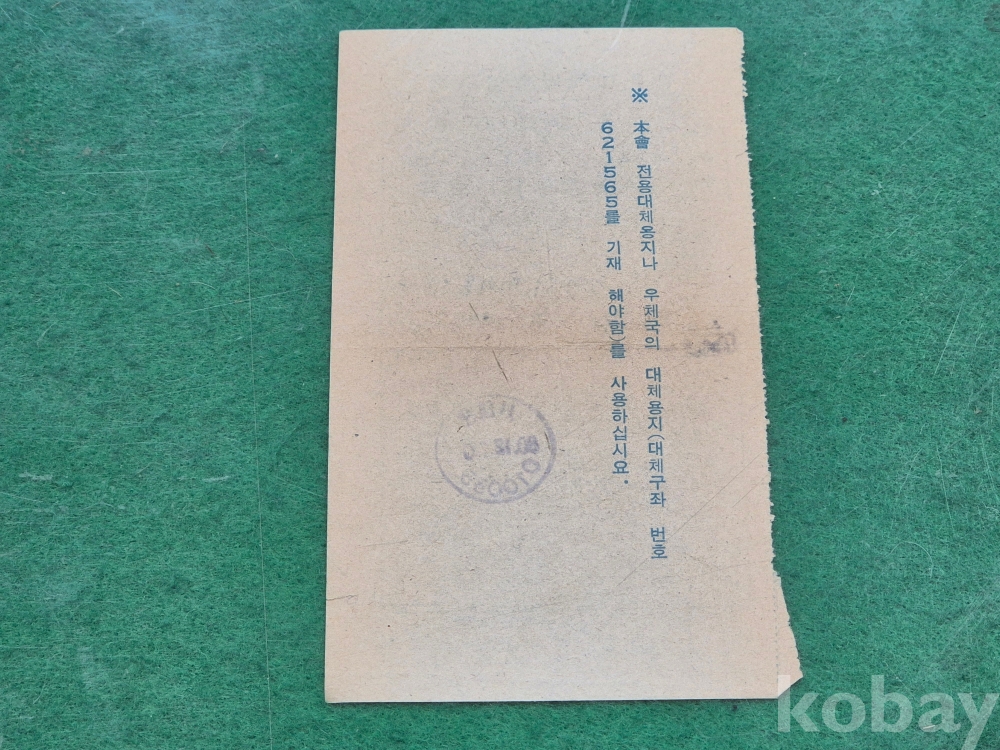 ※ 本會 전용대체용지나 우체국의 대체용지(대체구좌 번호
621565를 기재 해야함)를 사용하십시요.
kobay